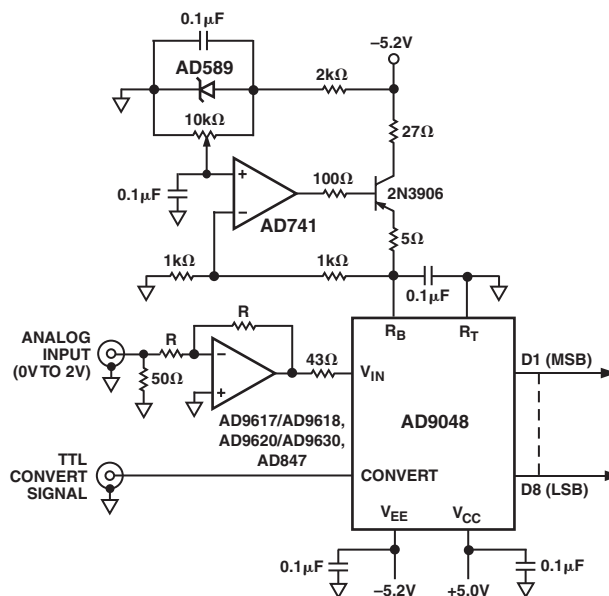 0.1μF
AD589
–5.2V
2kΩ
10kΩ
27Ω
0.1μF
+
–
100Ω
2N3906
AD741
5Ω
1kΩ
1kΩ
0.1μF
R_B
R_T
ANALOG
INPUT
(0V TO 2V)
R
R
50Ω
–
+
43Ω
V_IN
AD9617/AD9618,
AD9620/AD9630,
AD847
AD9048
D1 (MSB)
TTL
CONVERT
SIGNAL
CONVERT
D8 (LSB)
V_EE
V_CC
0.1μF
0.1μF
–5.2V
+5.0V